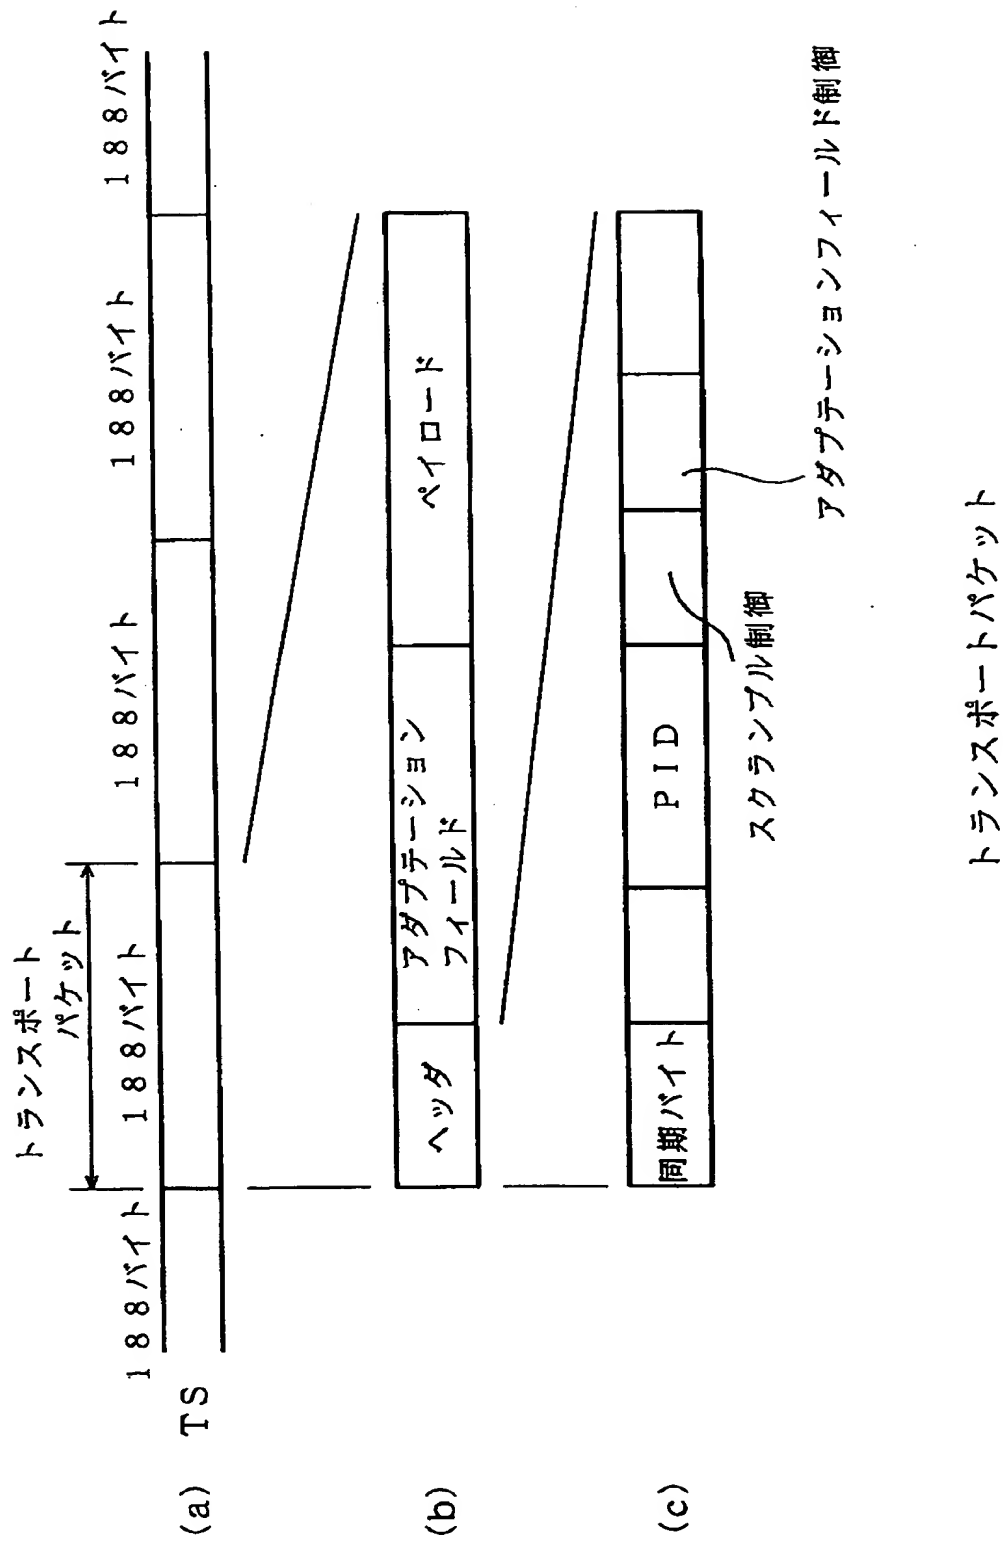 トランスポート
パケット
188バイト
188バイト
188バイト
188バイト
188バイト
(a)
TS
(b)
ヘッダ
アダプテーション
フィールド
ペイロード
(c)
同期バイト
PID
スクランブル制御
アダプテーションフィールド制御
トランスポートパケット